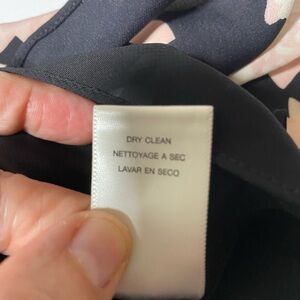 DRY CLEAN
NETTOYAGE A SEC
LAVAR EN SECO